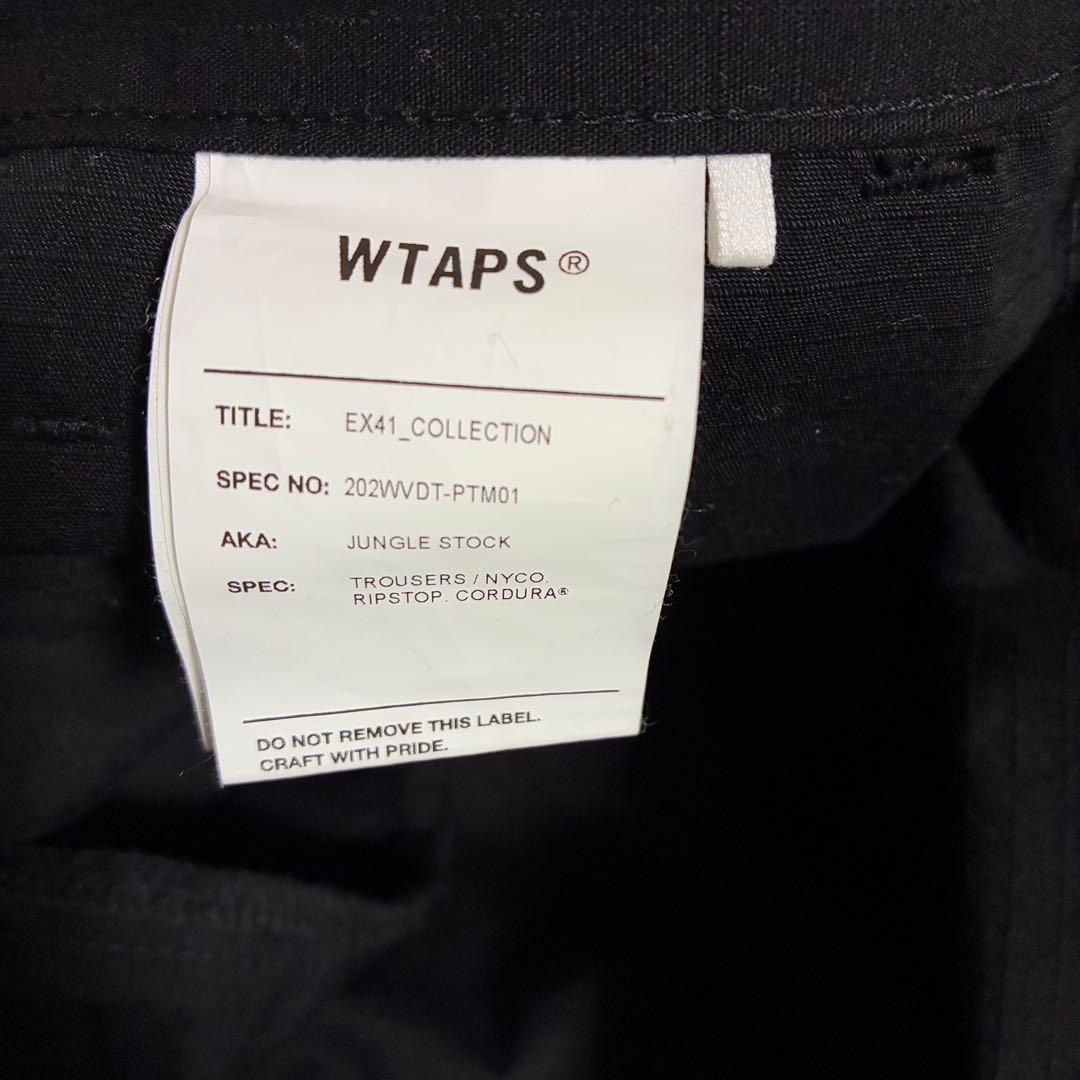 WTAPS®
TITLE: EX41_COLLECTION
SPEC NO: 202WVDT-PTM01
AKA: JUNGLE STOCK
SPEC: TROUSERS / NYCO.
RIPSTOP. CORDURA®
DO NOT REMOVE THIS LABEL.
CRAFT WITH PRIDE.